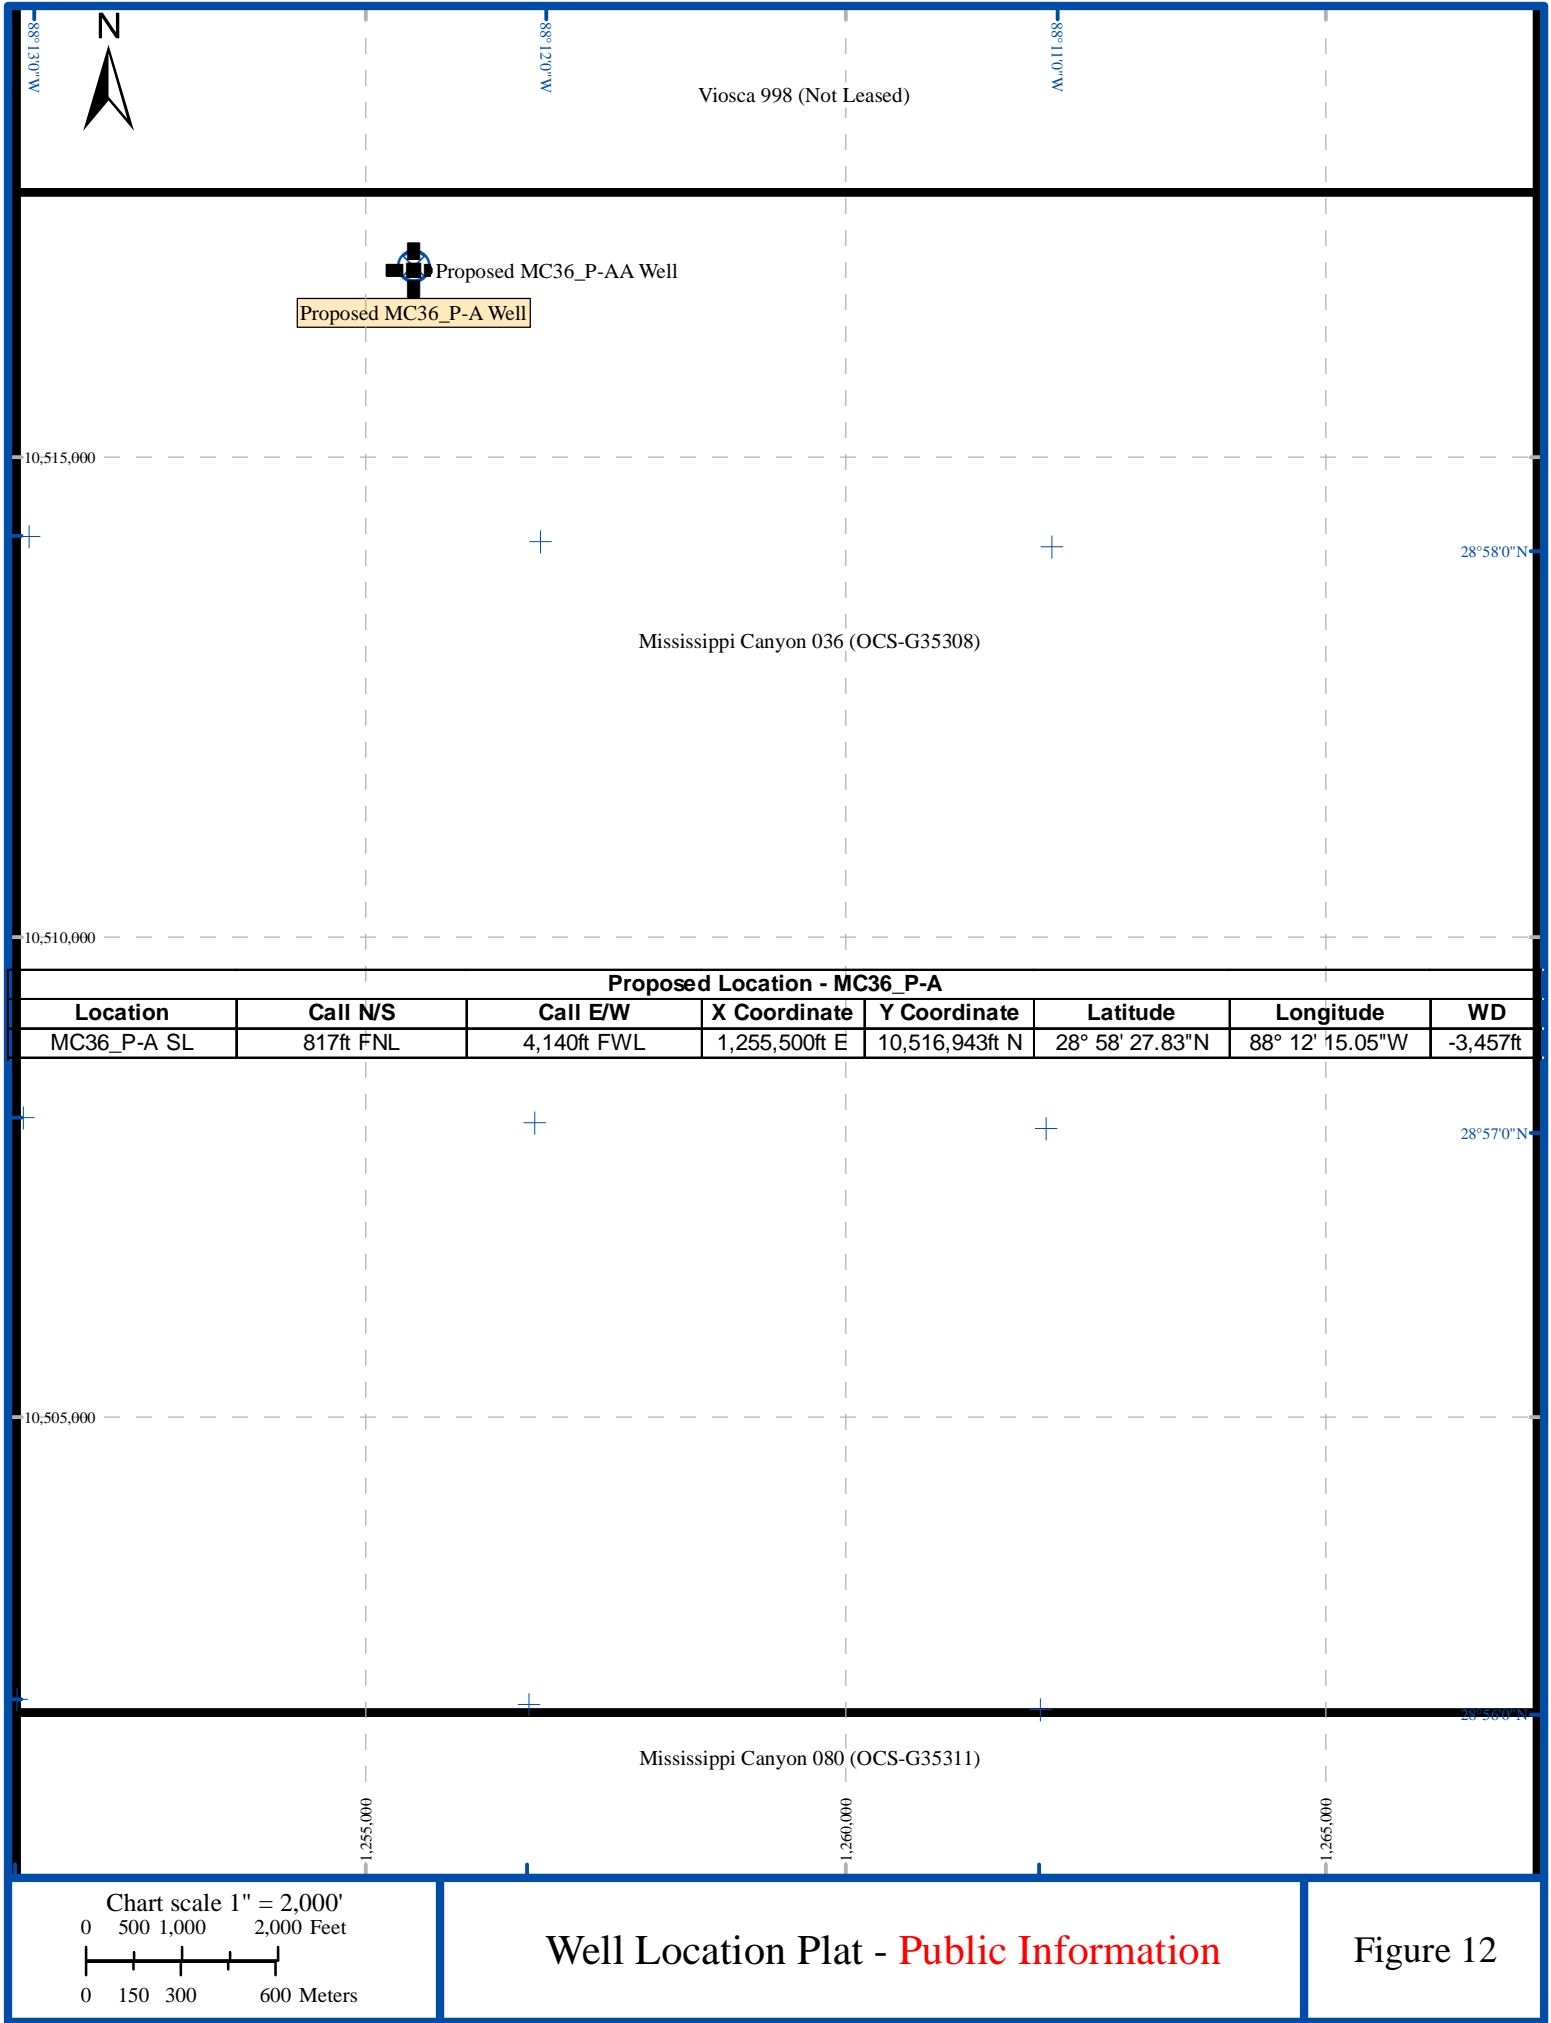 88°13'0"W
88°12'0"W
88°11'0"W
N
Viosca 998 (Not Leased)
Proposed MC36_P-AA Well
Proposed MC36_P-A Well
10,515,000
28°58'0"N
Mississippi Canyon 036 (OCS-G35308)
10,510,000
Proposed Location - MC36_P-A
Location Call N/S Call E/W X Coordinate Y Coordinate Latitude Longitude WD
MC36_P-A SL 817ft FNL 4,140ft FWL 1,255,500ft E 10,516,943ft N 28° 58' 27.83"N 88° 12' 15.05"W -3,457ft
28°57'0"N
10,505,000
28°56'0"N
Mississippi Canyon 080 (OCS-G35311)
1,255,000
1,260,000
1,265,000
Chart scale 1" = 2,000'
0 500 1,000 2,000 Feet
0 150 300 600 Meters
Well Location Plat - Public Information
Figure 12